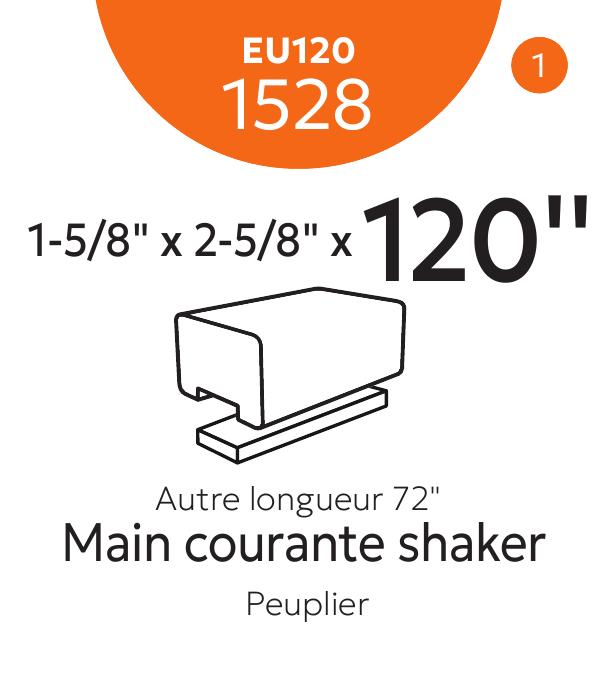 EU120
1528
1
1-5/8" x 2-5/8" x 120"
Autre longueur 72"
Main courante shaker
Peuplier